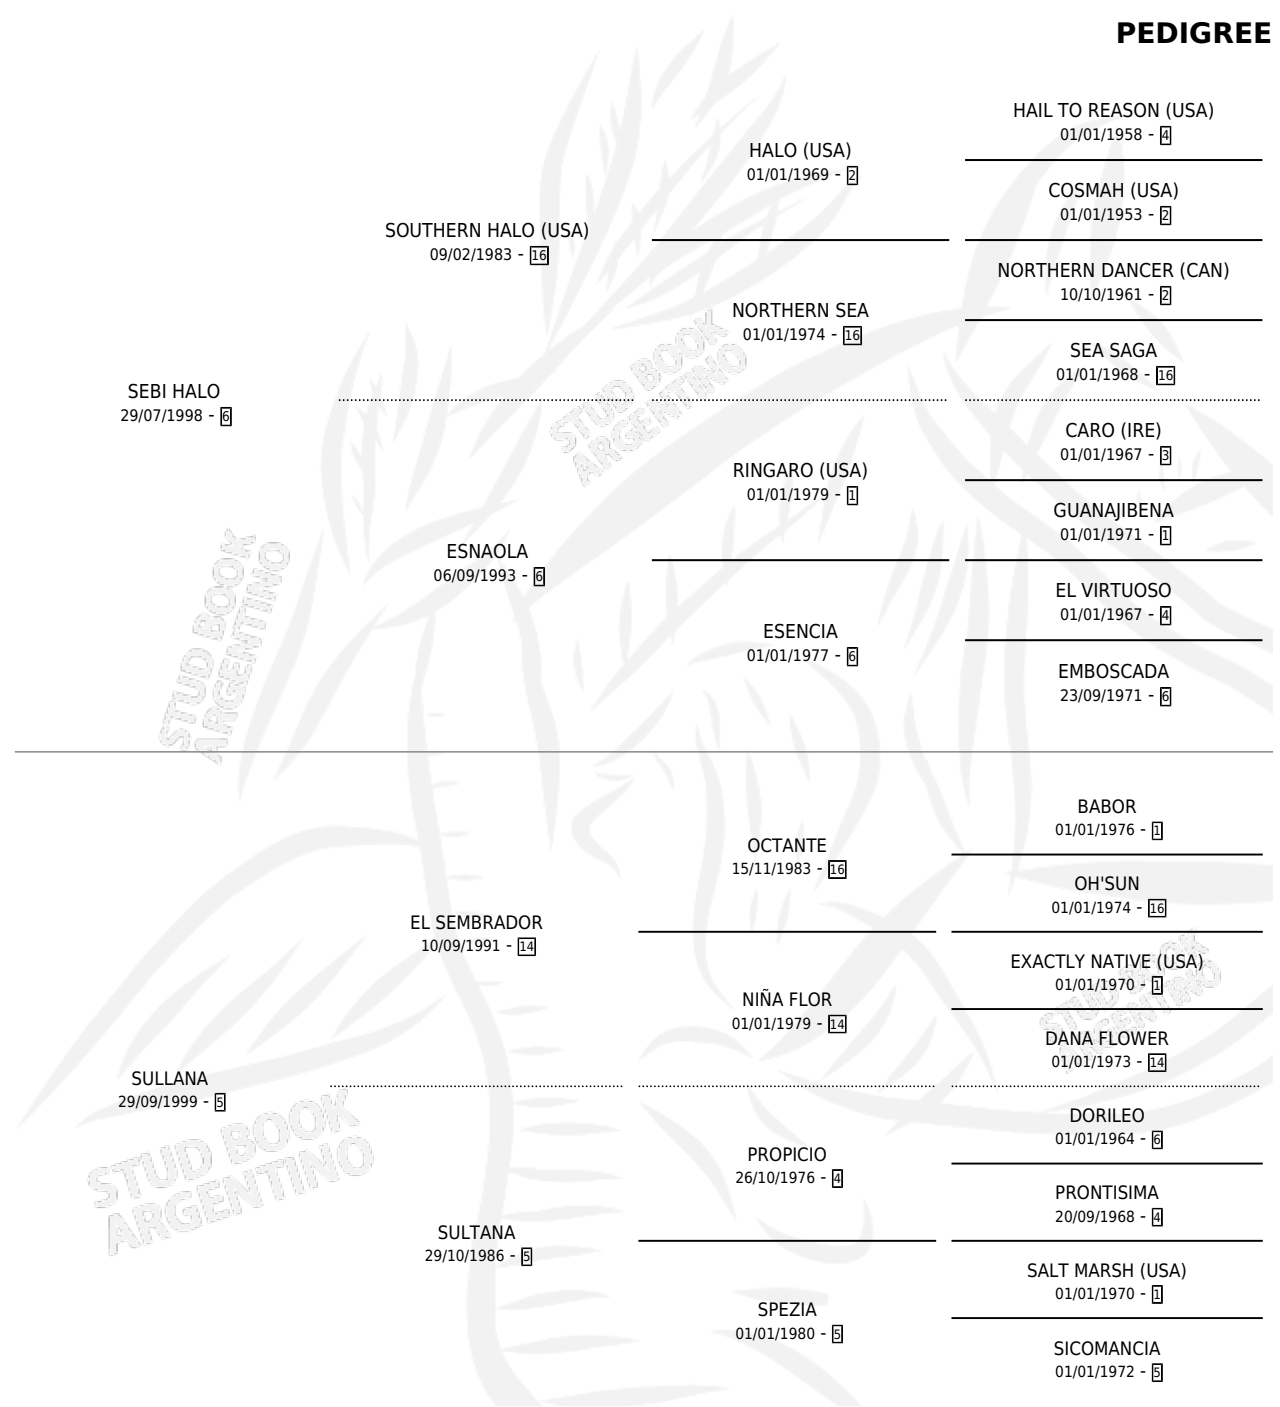 PEDIGREE
HAIL TO REASON (USA)
01/01/1958 - 4
HALO (USA)
01/01/1969 - 2
COSMAH (USA)
01/01/1953 - 2
SOUTHERN HALO (USA)
09/02/1983 - 16
NORTHERN DANCER (CAN)
10/10/1961 - 2
NORTHERN SEA
01/01/1974 - 16
SEA SAGA
01/01/1968 - 16
SEBI HALO
29/07/1998 - 6
CARO (IRE)
01/01/1967 - 3
RINGARO (USA)
01/01/1979 - 1
GUANAJIBENA
01/01/1971 - 1
ESNAOLA
06/09/1993 - 6
EL VIRTUOSO
01/01/1967 - 4
ESENCIA
01/01/1977 - 6
EMBOSCADA
23/09/1971 - 6
BABOR
01/01/1976 - 1
OCTANTE
15/11/1983 - 16
OH'SUN
01/01/1974 - 16
EL SEMBRADOR
10/09/1991 - 14
EXACTLY NATIVE (USA)
01/01/1970 - 1
NIÑA FLOR
01/01/1979 - 14
DANA FLOWER
01/01/1973 - 14
SULLANA
29/09/1999 - 5
DORILEO
01/01/1964 - 6
PROPICIO
26/10/1976 - 4
PRONTISIMA
20/09/1968 - 4
SULTANA
29/10/1986 - 5
SALT MARSH (USA)
01/01/1970 - 1
SPEZIA
01/01/1980 - 5
SICOMANCIA
01/01/1972 - 5
STUD BOOK
ARGENTINO
STUD BOOK
ARGENTINO
STUD BOOK
ARGENTINO
STUD BOOK
ARGENTINO